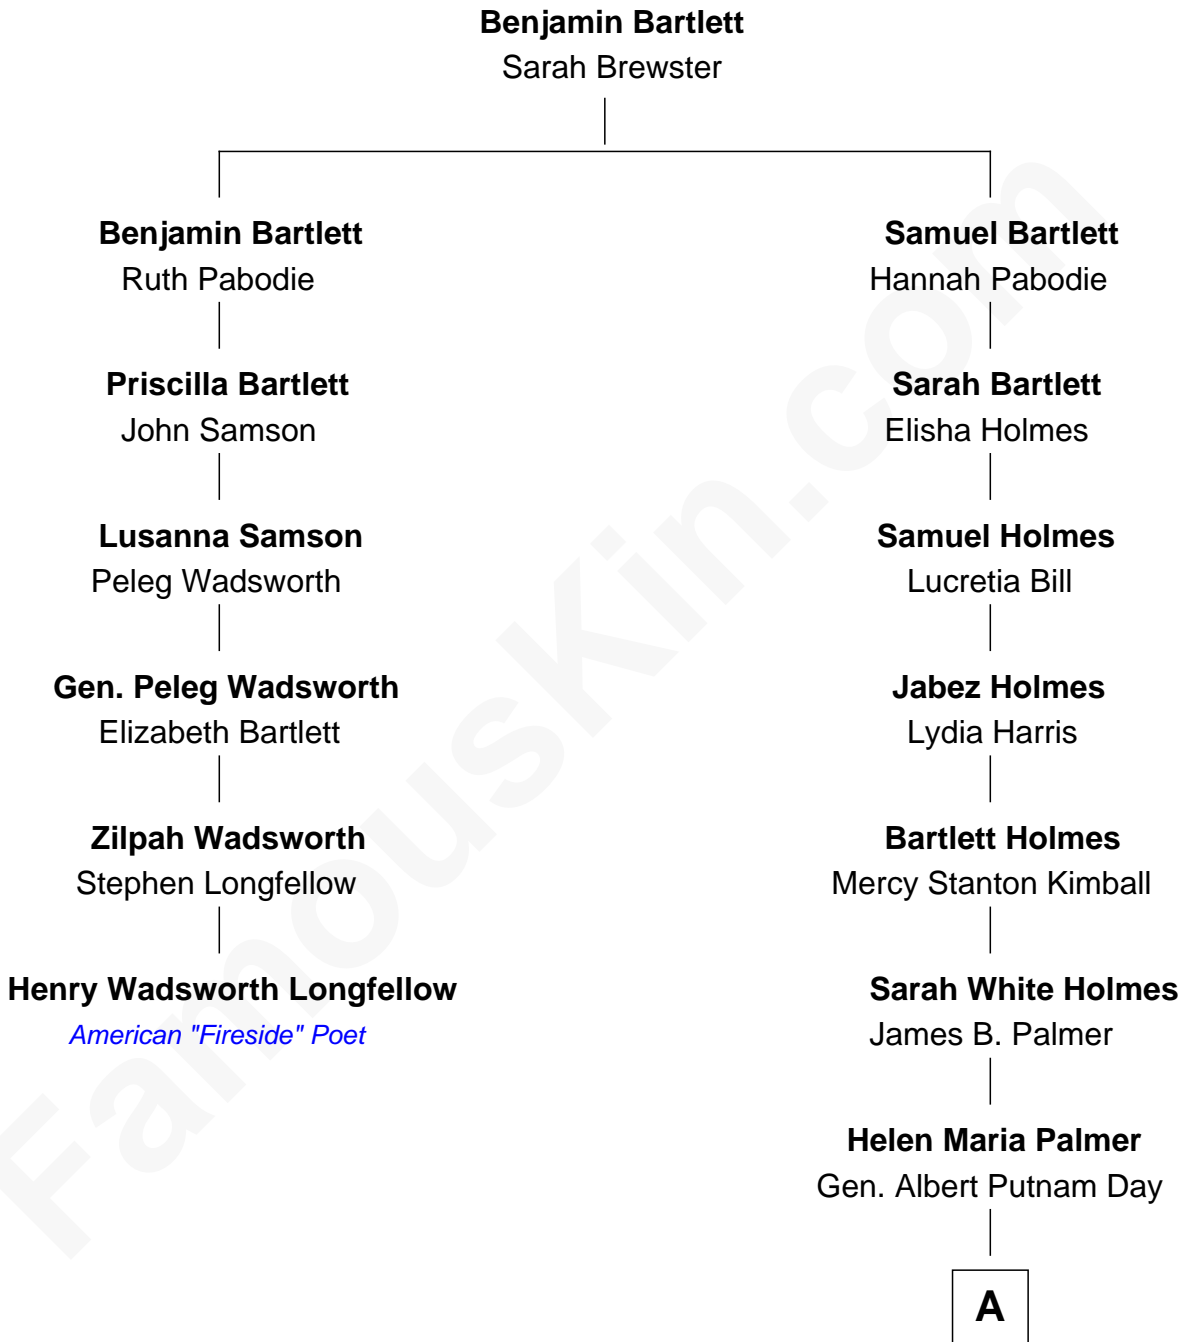 Benjamin Bartlett
Sarah Brewster
Benjamin Bartlett
Ruth Pabodie
Samuel Bartlett
Hannah Pabodie
Priscilla Bartlett
John Samson
Sarah Bartlett
Elisha Holmes
Lusanna Samson
Peleg Wadsworth
Samuel Holmes
Lucretia Bill
Gen. Peleg Wadsworth
Elizabeth Bartlett
Jabez Holmes
Lydia Harris
Zilpah Wadsworth
Stephen Longfellow
Bartlett Holmes
Mercy Stanton Kimball
Henry Wadsworth Longfellow
American "Fireside" Poet
Sarah White Holmes
James B. Palmer
Helen Maria Palmer
Gen. Albert Putnam Day
A
FamousKin.com